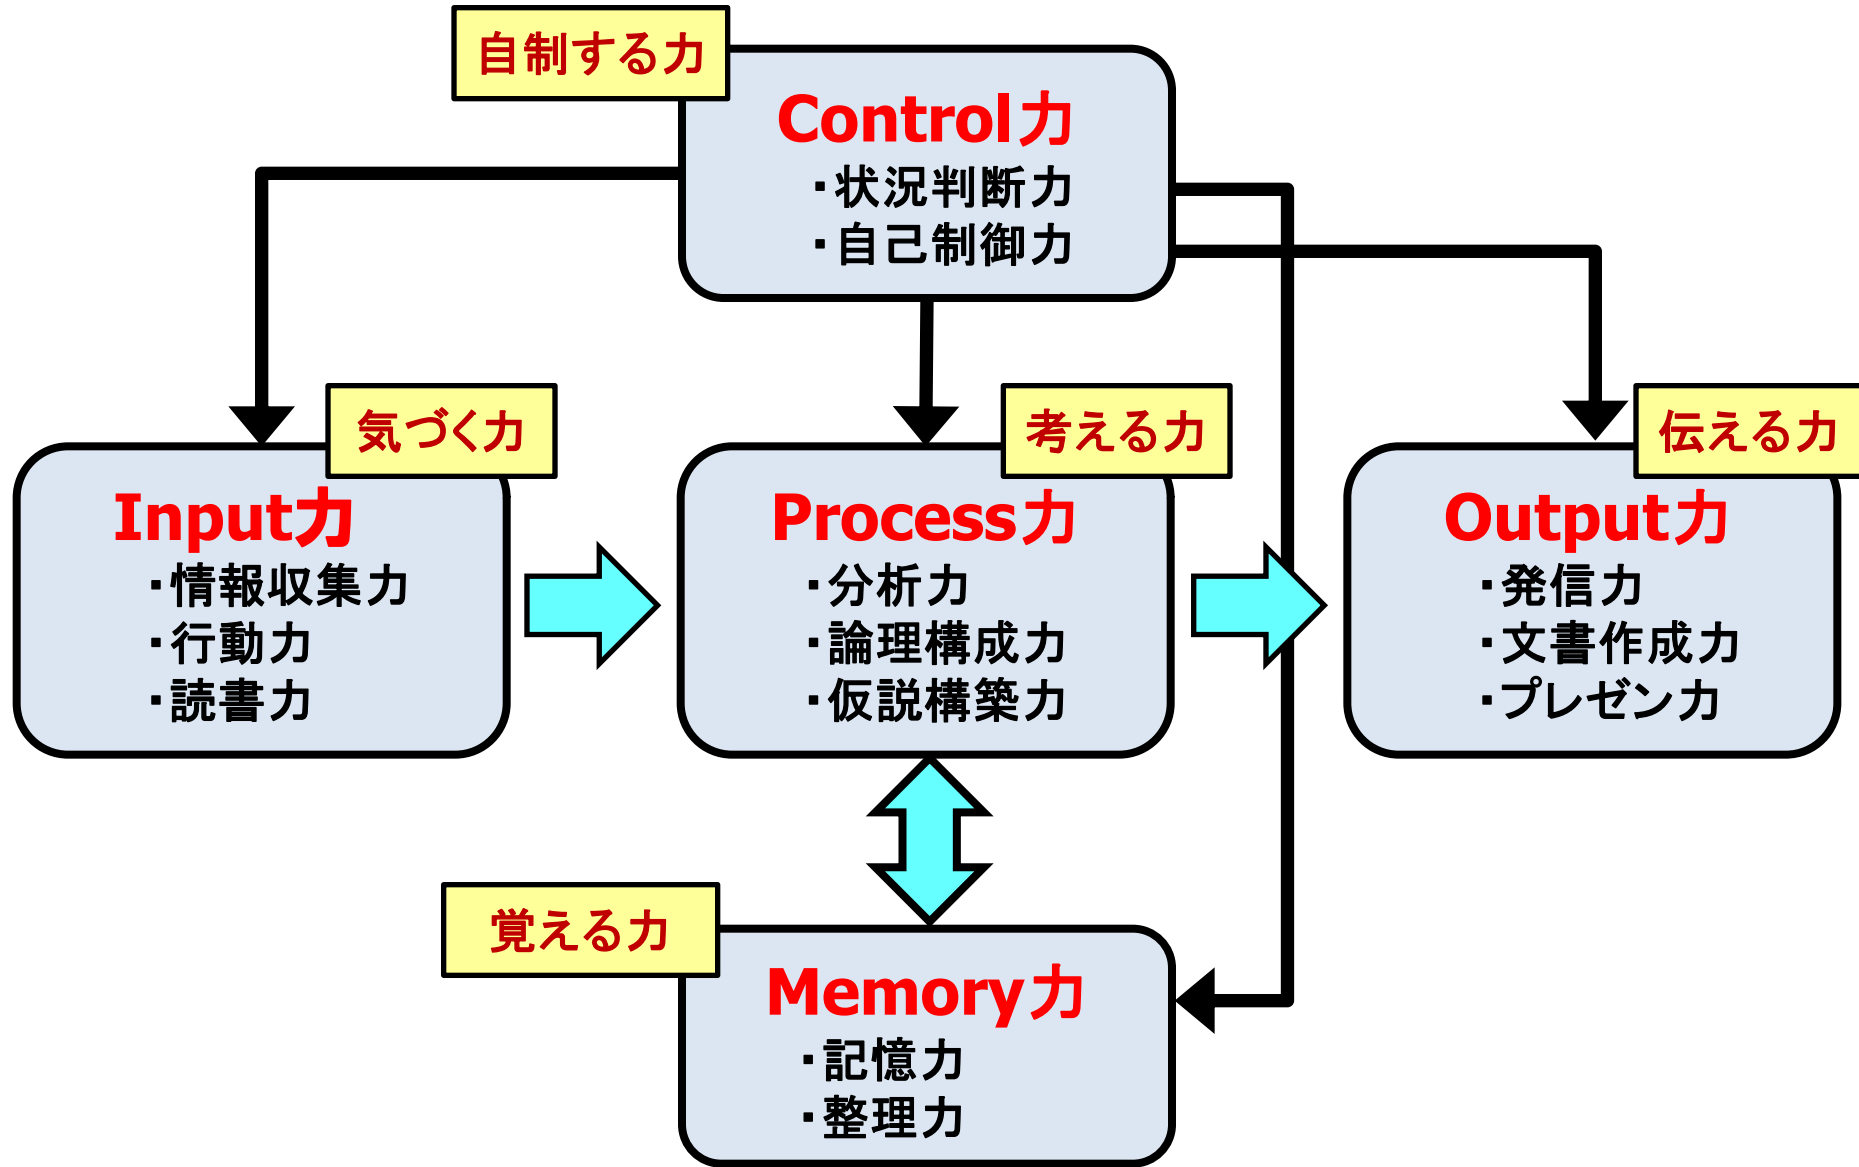 自制する力
Control力
・状況判断力
・自己制御力
気づく力
Input力
・情報収集力
・行動力
・読書力
考える力
Process力
・分析力
・論理構成力
・仮説構築力
伝える力
Output力
・発信力
・文書作成力
・プレゼン力
覚える力
Memory力
・記憶力
・整理力